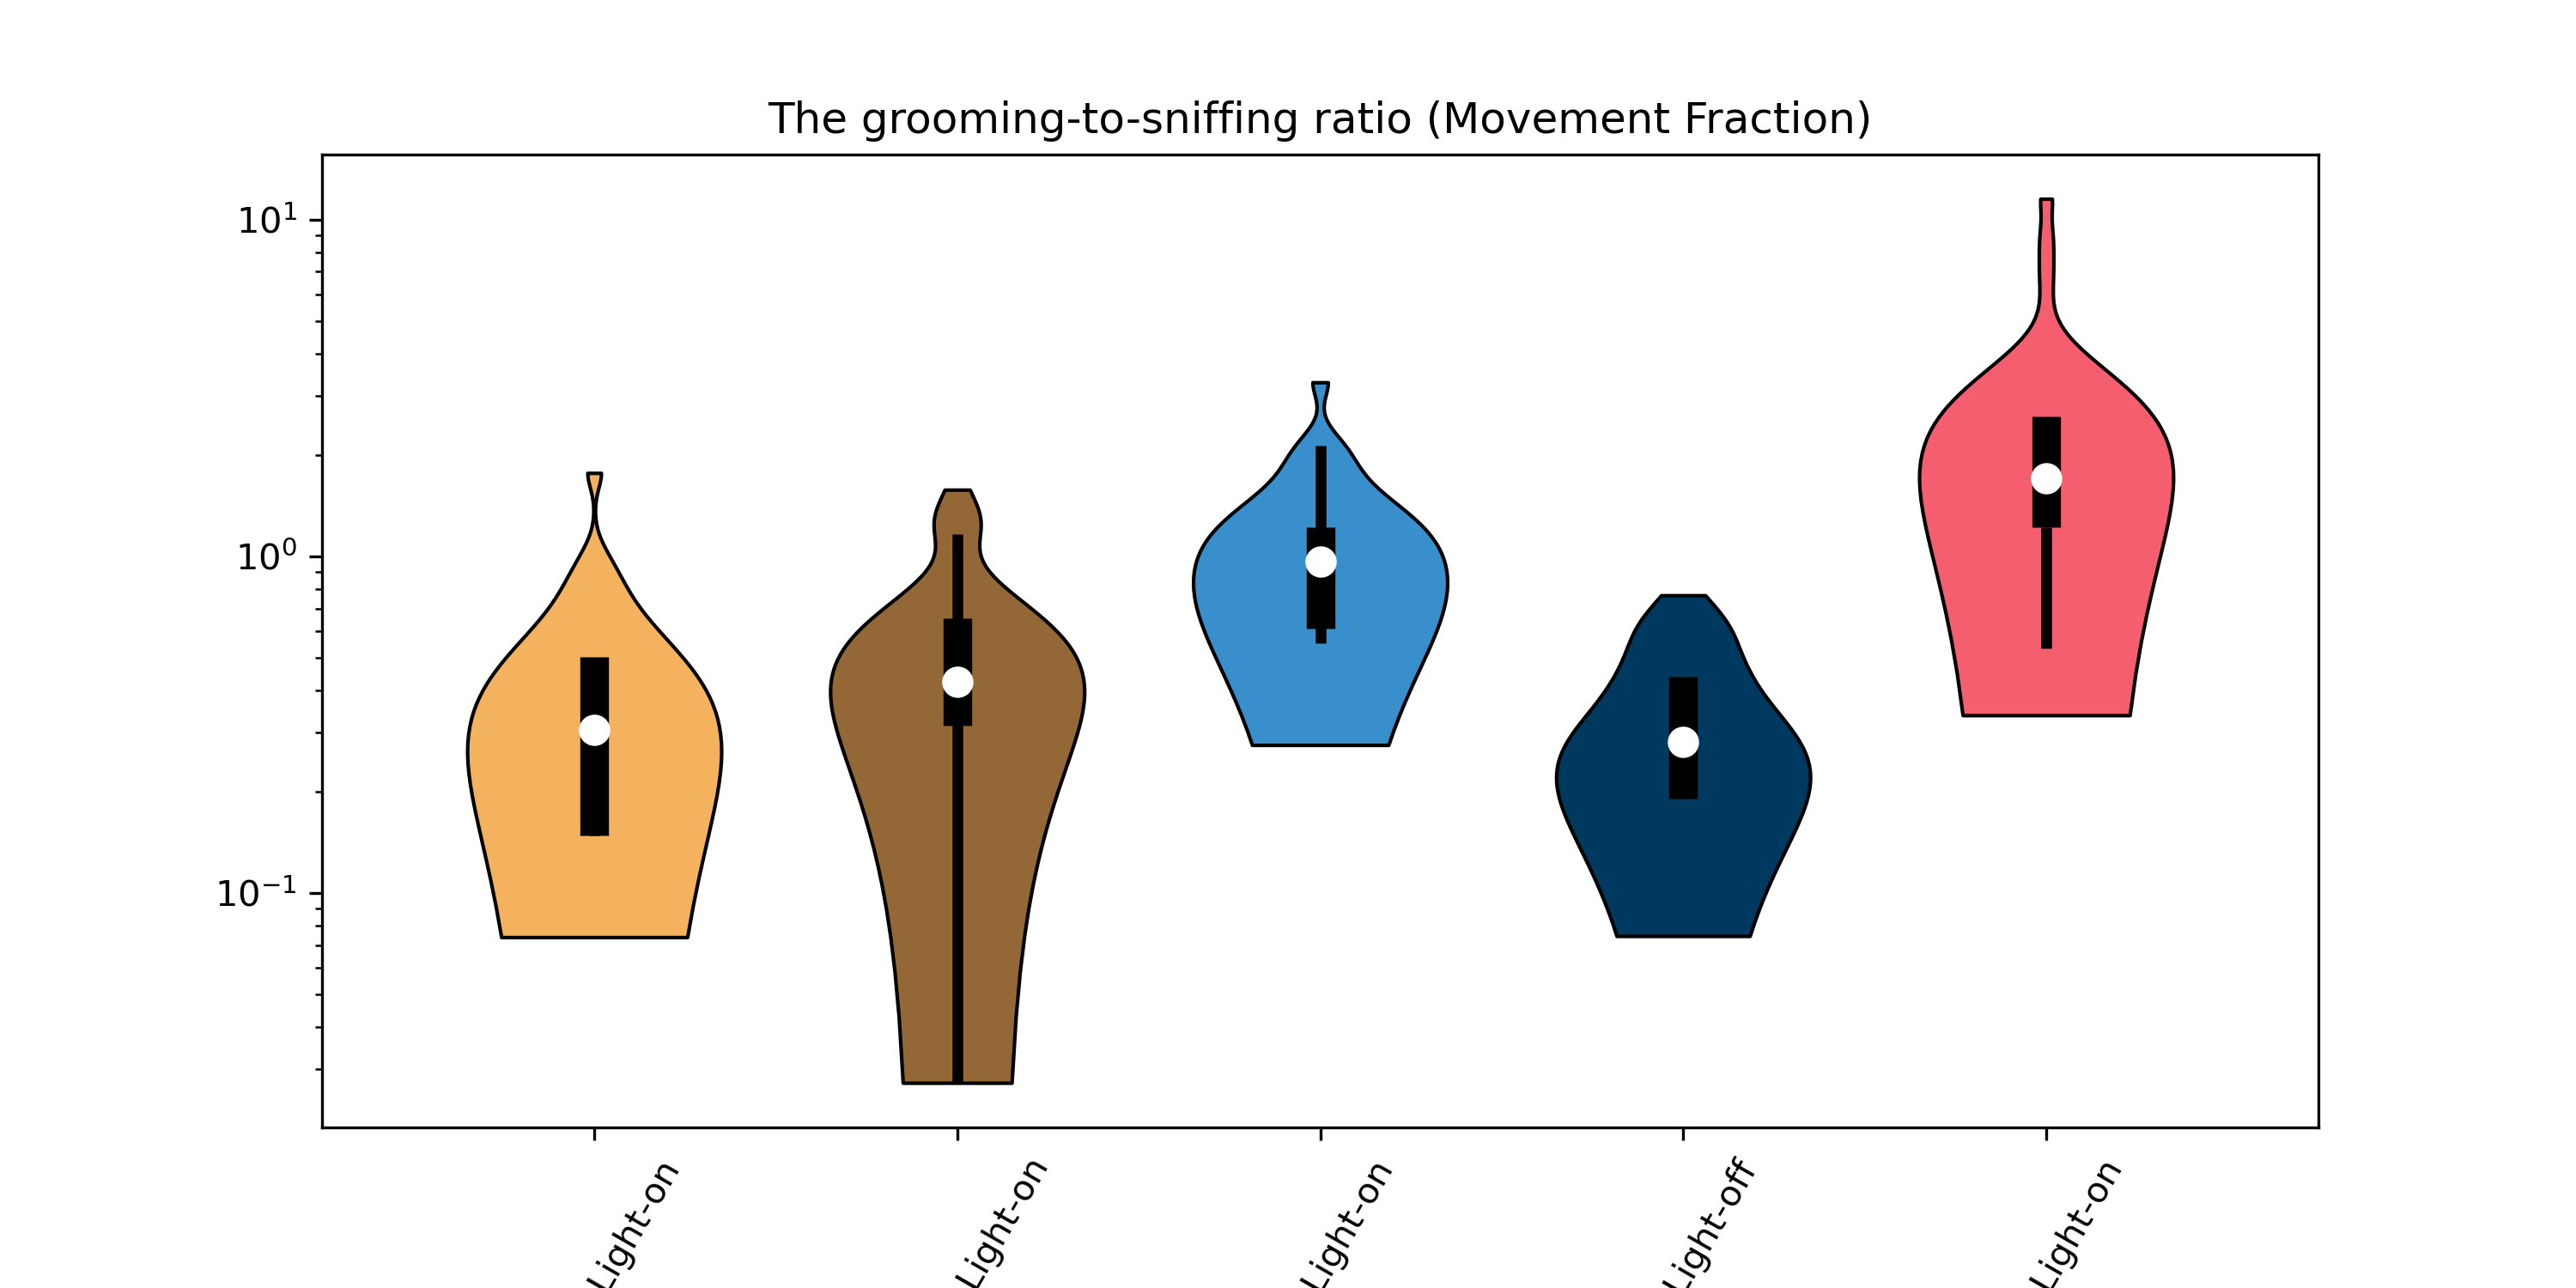 The grooming-to-sniffing ratio (Movement Fraction)
10¹
10⁰
10⁻¹
Light-on
Light-on
Light-on
Light-off
Light-on